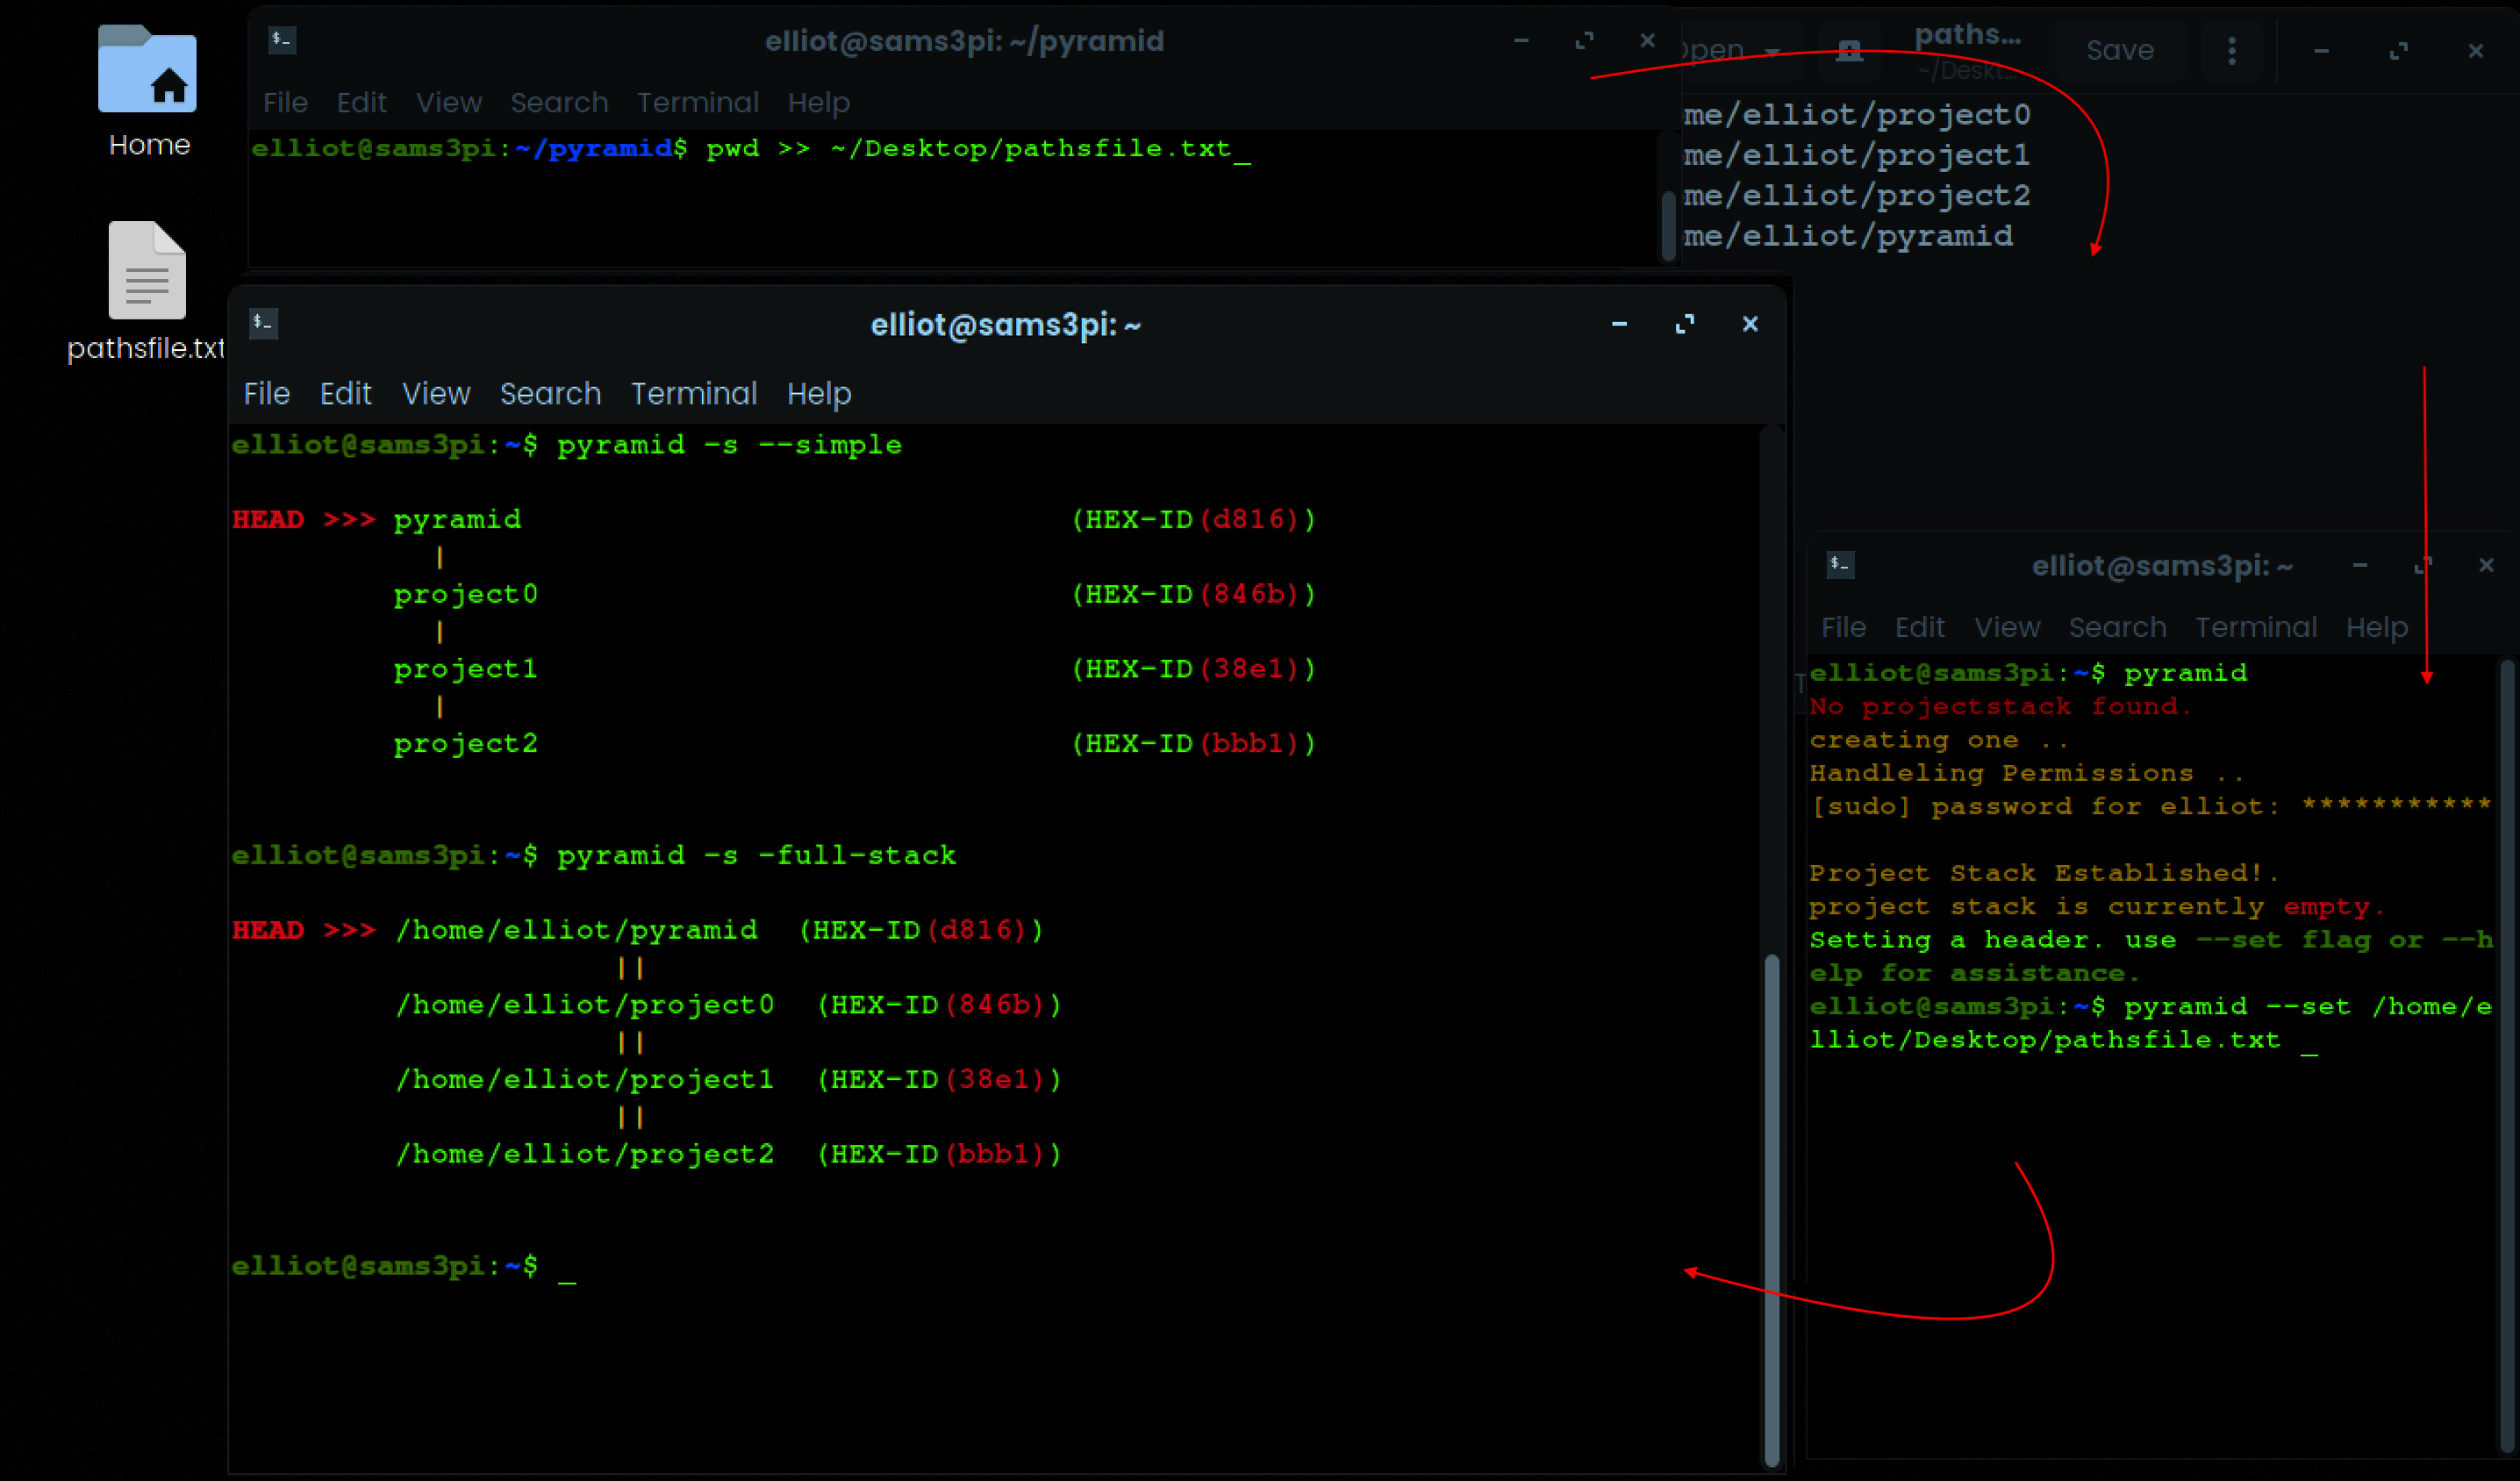 Home
pathsfile.txt
elliot@sams3pi: ~/pyramid
File Edit View Search Terminal Help
elliot@sams3pi:~/pyramid$ pwd >> ~/Desktop/pathsfile.txt_
paths...
~/Deskt...
Save
me/elliot/project0
me/elliot/project1
me/elliot/project2
me/elliot/pyramid
elliot@sams3pi: ~
File Edit View Search Terminal Help
elliot@sams3pi:~$ pyramid -s --simple
HEAD >>> pyramid (HEX-ID(d816))
|
project0 (HEX-ID(846b))
|
project1 (HEX-ID(38e1))
|
project2 (HEX-ID(bbb1))
elliot@sams3pi:~$ pyramid -s -full-stack
HEAD >>> /home/elliot/pyramid (HEX-ID(d816))
||
/home/elliot/project0 (HEX-ID(846b))
||
/home/elliot/project1 (HEX-ID(38e1))
||
/home/elliot/project2 (HEX-ID(bbb1))
elliot@sams3pi:~$ _
elliot@sams3pi: ~
File Edit View Search Terminal Help
elliot@sams3pi:~$ pyramid
No projectstack found.
creating one ..
Handleling Permissions ..
[sudo] password for elliot: ***********
Project Stack Established!.
project stack is currently empty.
Setting a header. use --set flag or --h
elp for assistance.
elliot@sams3pi:~$ pyramid --set /home/e
lliot/Desktop/pathsfile.txt _